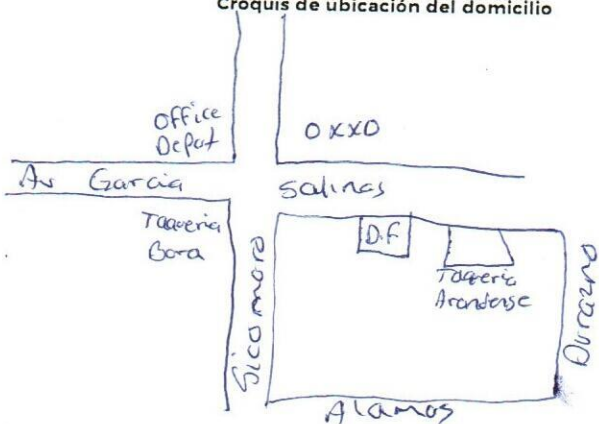 Croquis de ubicación del domicilio
Office
Depot
OXXO
Av Garcia Salinas
Taqueria
Bora
Sicomoro
D.F
Taqueria
Arandense
Durazno
Alamos